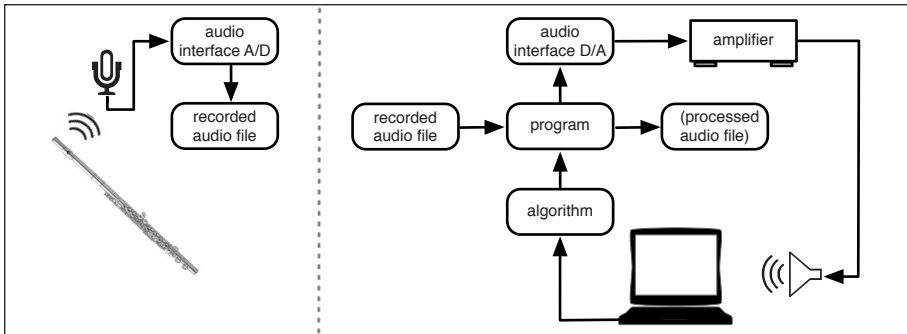 audio
interface A/D
recorded
audio file
audio
interface D/A
amplifier
recorded
audio file
program
(processed
audio file)
algorithm